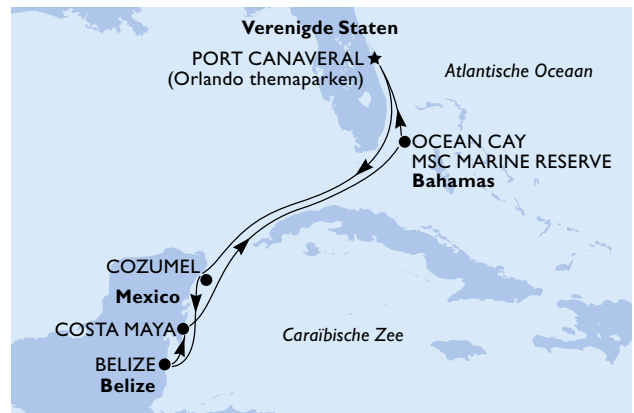 Verenigde Staten
PORT CANAVERAL
(Orlando themaparken)
Atlantische Oceaan
OCEAN CAY
MSC MARINE RESERVE
Bahamas
COZUMEL
Mexico
COSTA MAYA
Caraïbische Zee
BELIZE
Belize